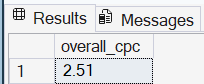 Results Messages
overall_cpc
1 2.51